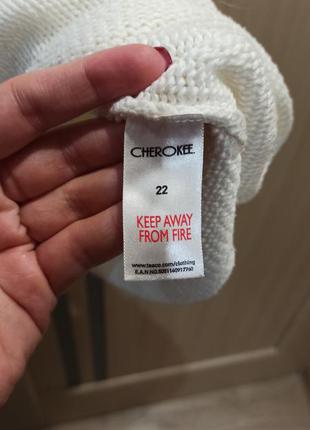 CHEROKEE.
22
KEEP AWAY
FROM FIRE
www.tesco.com/clothing